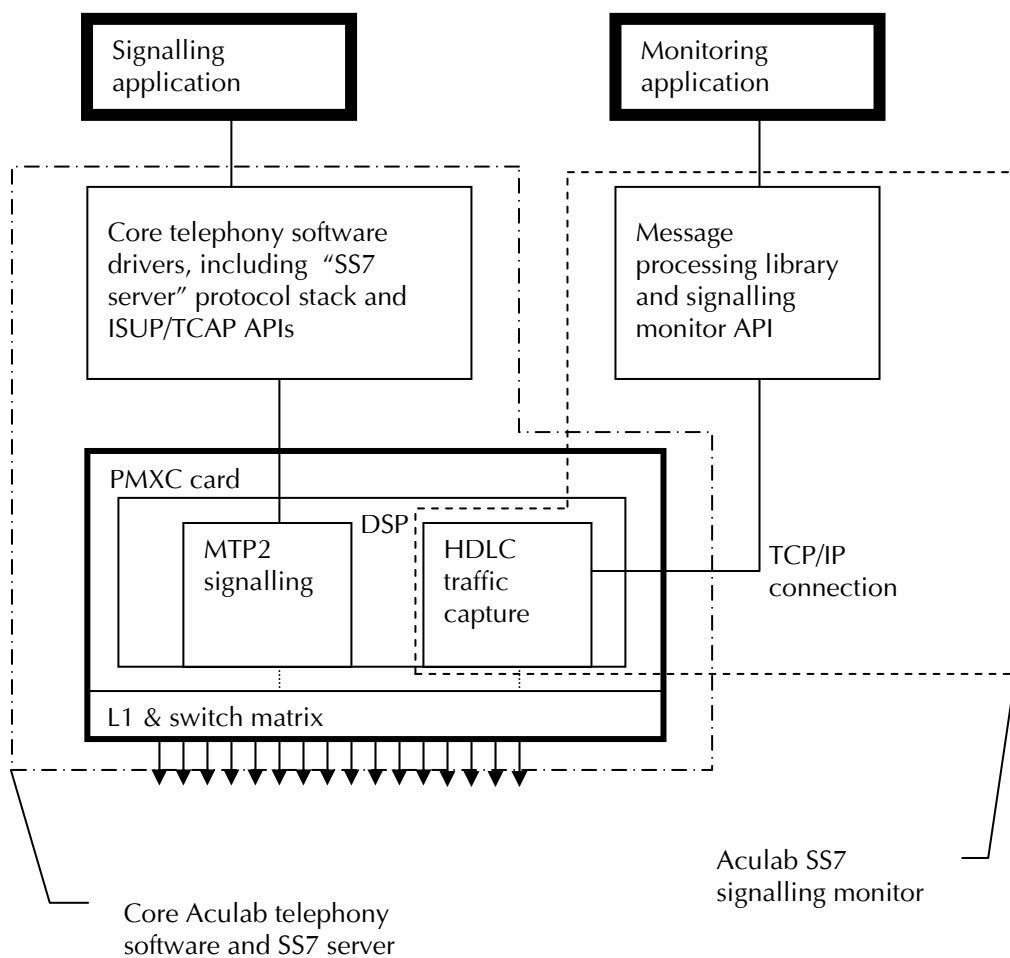 Signalling
application
Monitoring
application
Core telephony software
drivers, including “SS7
server” protocol stack and
ISUP/TCAP APIs
Message
processing library
and signalling
monitor API
PMXC card
DSP
MTP2
signalling
HDLC
traffic
capture
TCP/IP
connection
L1 & switch matrix
Aculab SS7
signalling monitor
Core Aculab telephony
software and SS7 server